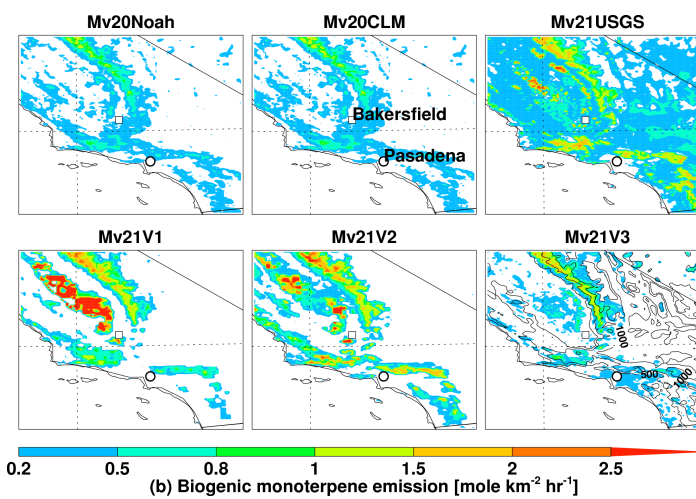 Mv20Noah Mv20CLM Mv21USGS
Bakersfield
Pasadena
Mv21V1 Mv21V2 Mv21V3
1000
500
1000
0.2 0.5 0.8 1 1.5 2 2.5
(b) Biogenic monoterpene emission [mole km⁻² hr⁻¹]